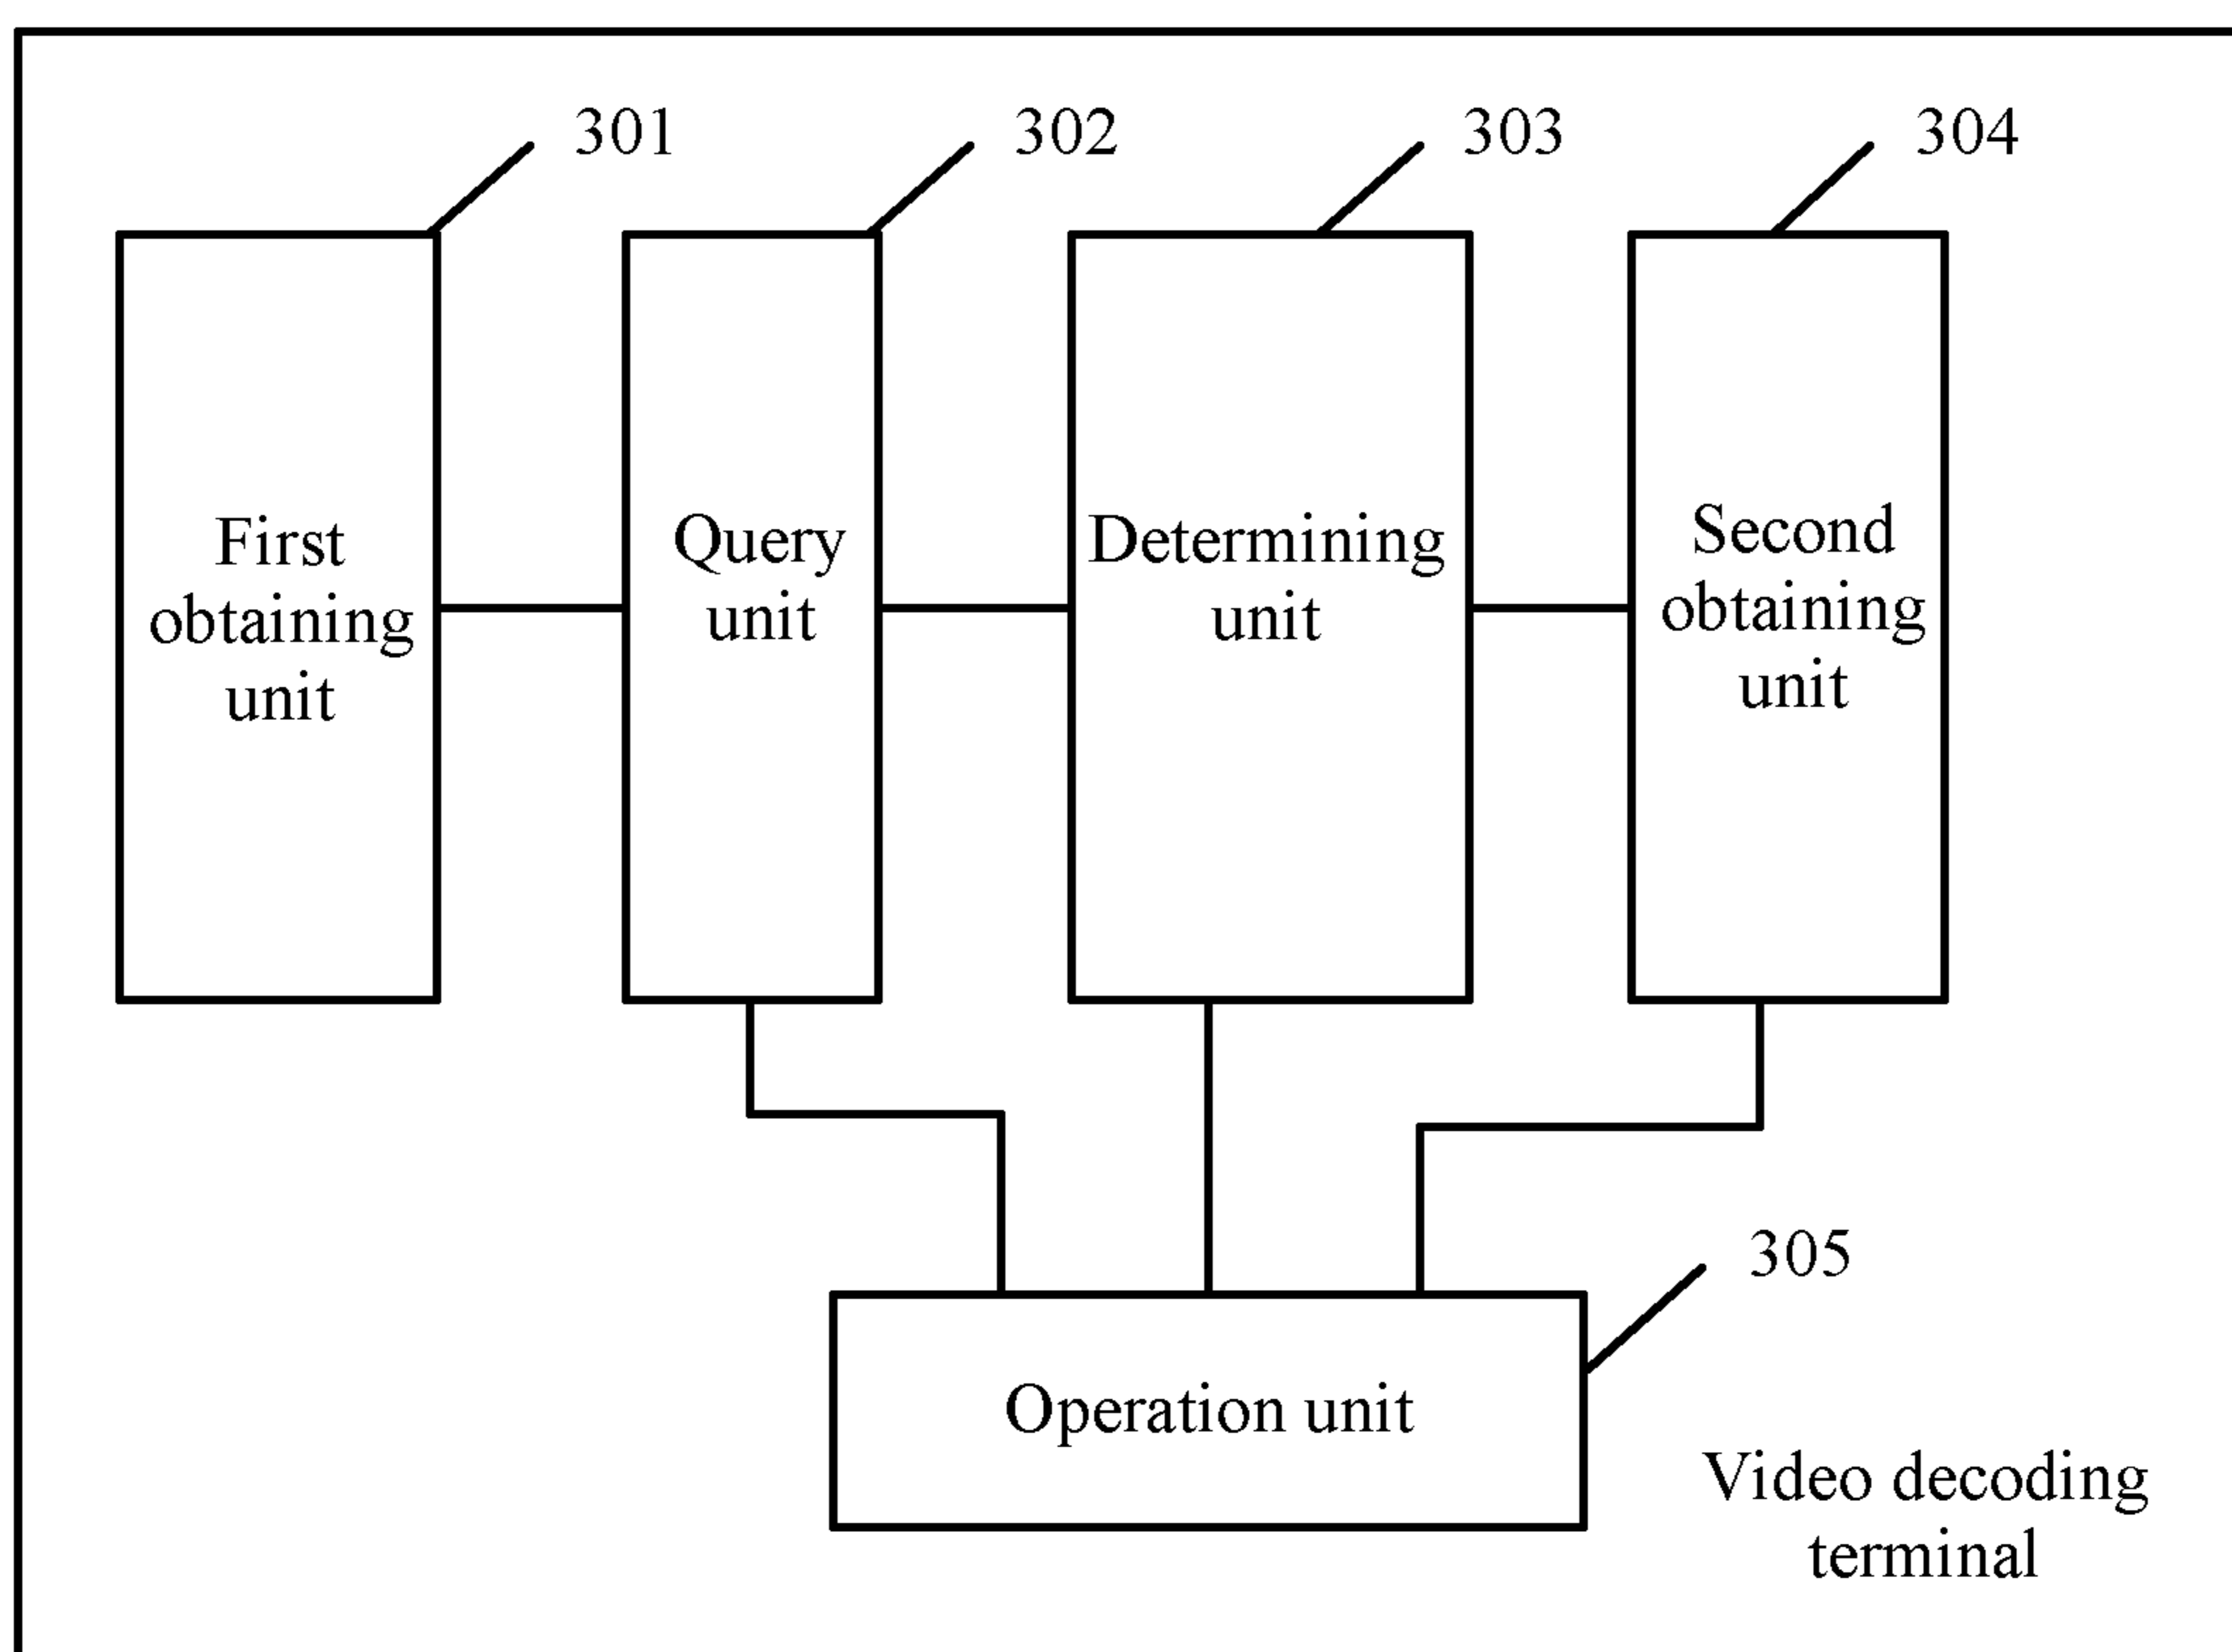 301
302
303
304
First
obtaining
unit
Query
unit
Determining
unit
Second
obtaining
unit
305
Operation unit
Video decoding
terminal